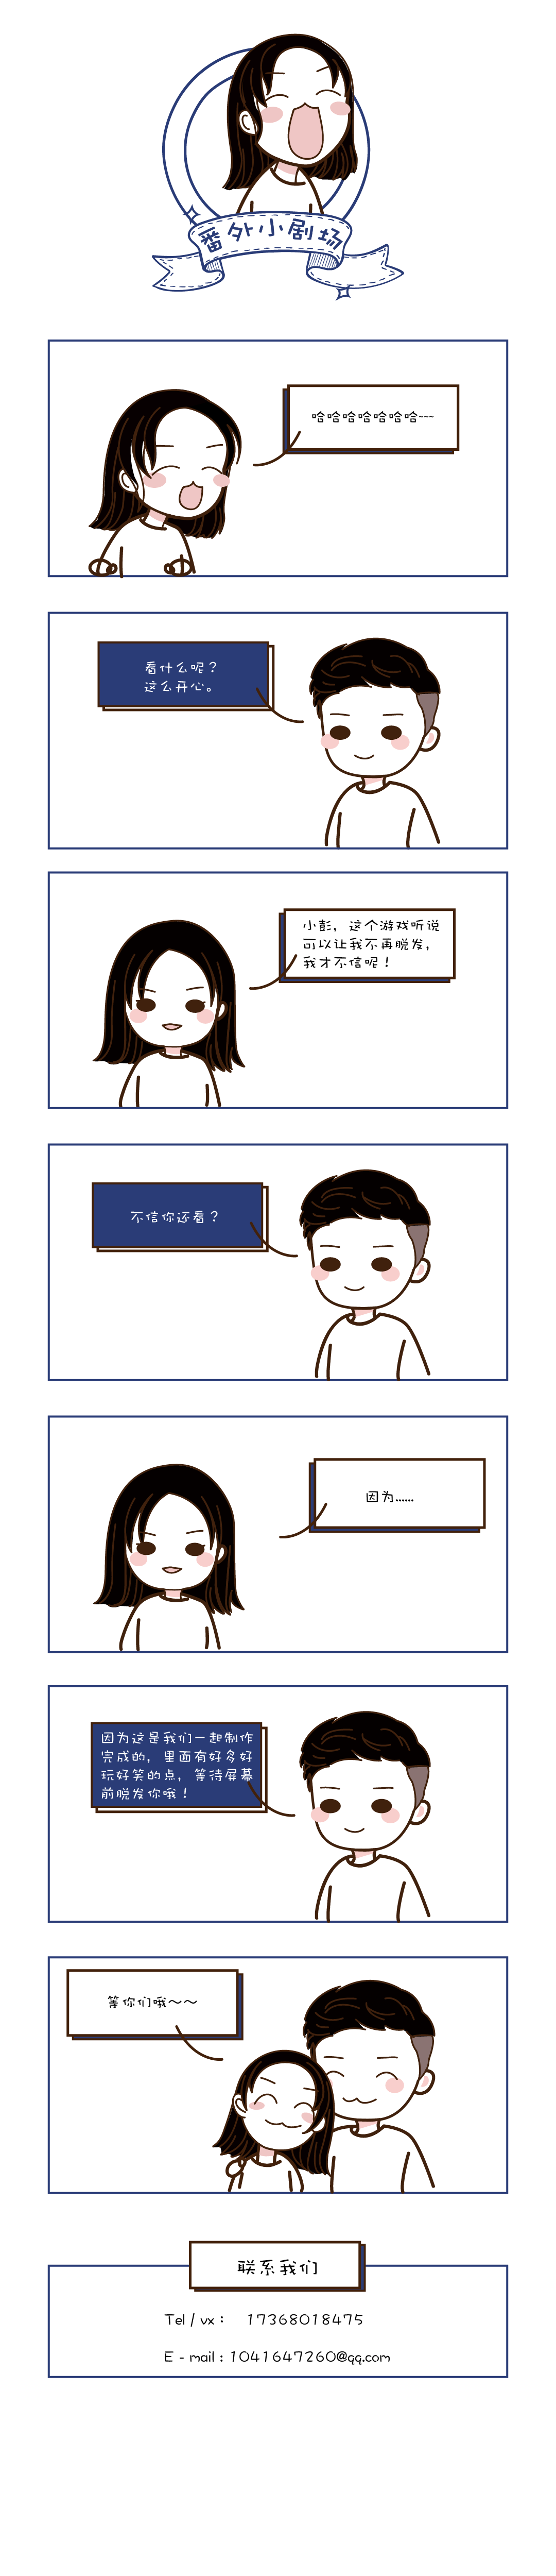 番外小剧场
哈哈哈哈哈哈哈~~~
看什么呢？
这么开心。
小彭，这个游戏听说
可以让我不再脱发，
我才不信呢！
不信你还看？
因为……
因为这是我们一起制作
完成的，里面有好多好
玩好笑的点，等待屏幕
前脱发你哦！
等你们哦～～
联系我们
Tel / vx： 17368018475
E - mail : 1041647260@qq.com